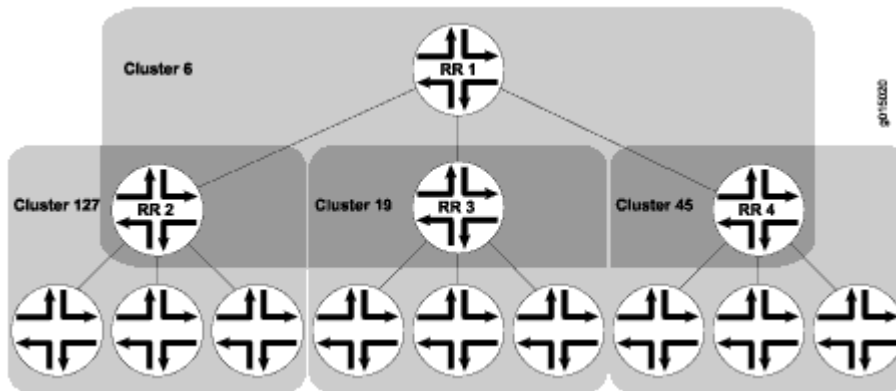 RR 1
Cluster 6
g015020
Cluster 127
RR 2
Cluster 19
RR 3
Cluster 45
RR 4